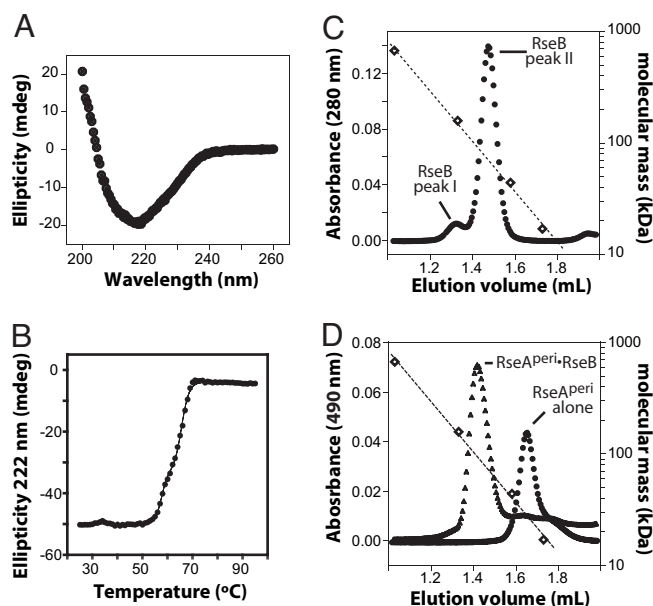 A
Ellipticity (mdeg)
20
10
0
-10
-20
200
220
240
260
Wavelength (nm)
B
Ellipticity 222 nm (mdeg)
0
-20
-40
-60
30
50
70
90
Temperature (ºC)
C
Absorbance (280 nm)
0.12
0.08
0.04
0.00
RseB
peak II
RseB
peak I
1000
100
10
molecular mass (kDa)
1.2
1.4
1.6
1.8
Elution volume (mL)
D
Abosrbance (490 nm)
0.08
0.06
0.04
0.02
0.00
RseAperi•RseB
RseAperi
alone
1000
100
10
molecular mass (kDa)
1.2
1.4
1.6
1.8
Elution volume (mL)